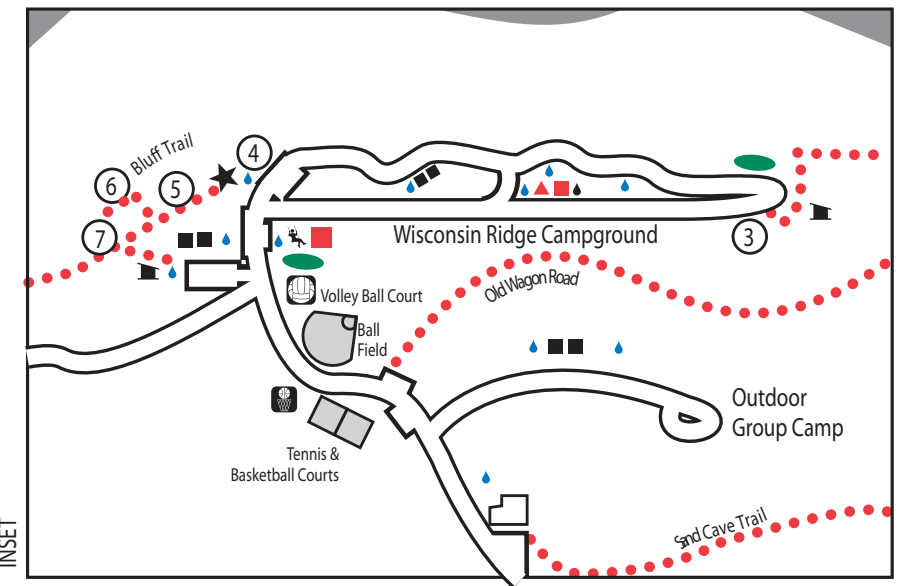 Bluff Trail
4
6
5
7
3
Wisconsin Ridge Campground
Old Wagon Road
Volley Ball Court
Ball
Field
Outdoor
Group Camp
Tennis &
Basketball Courts
Sand Cave Trail
INSET